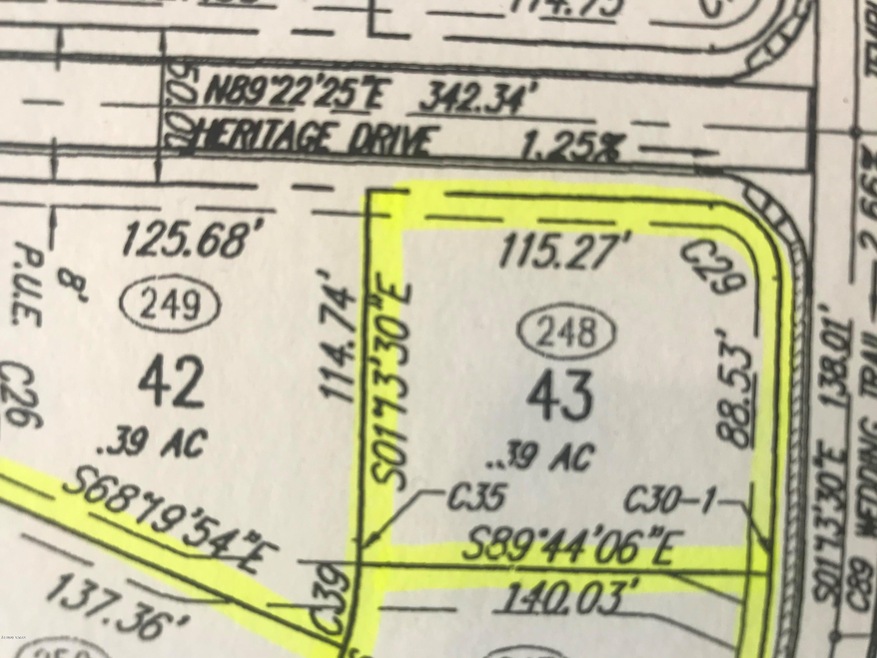 114.75
50.00
N89°22'25"E 342.34'
HERITAGE DRIVE 1.25%
125.68'
115.27'
C29
P.U.E.
8'
C26
249
42
.39 AC
114.74'
S01°13'30"E
248
43
.39 AC
88.53'
C35
C30-1
S68°19'54"E
S89°44'06"E
C39
140.03'
137.36'
S01°13'30"E 138.01'
C89 WEDDING TRAIL 2.66%